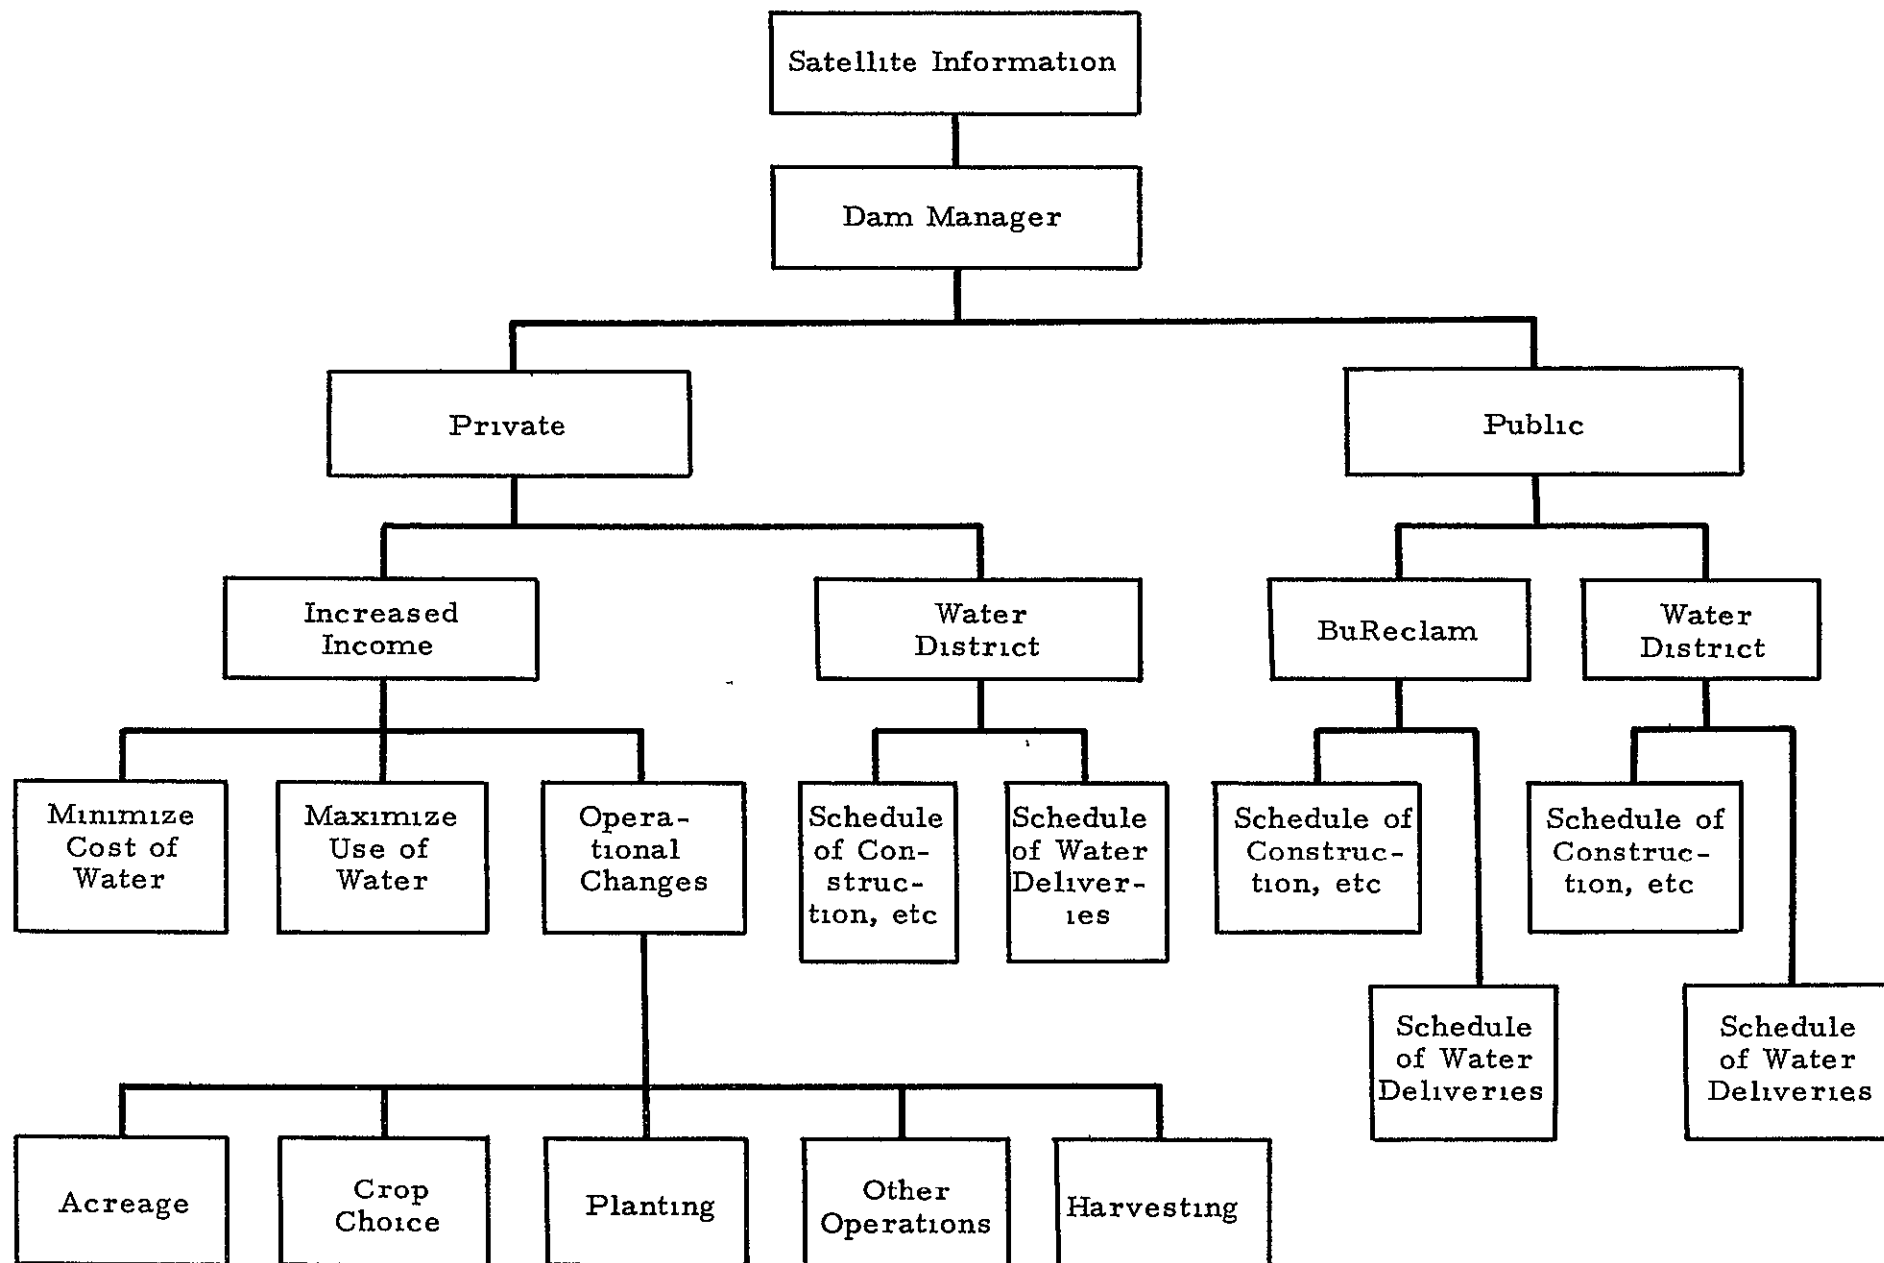 Satellite Information
Dam Manager
Private
Public
Increased
Income
Water
District
BuReclam
Water
District
Minimize
Cost of
Water
Maximize
Use of
Water
Opera-
tional
Changes
Schedule
of Con-
struc-
tion, etc
Schedule
of Water
Deliver-
ies
Schedule of
Construc-
tion, etc
Schedule of
Construc-
tion, etc
Schedule
of Water
Deliveries
Schedule
of Water
Deliveries
Acreage
Crop
Choice
Planting
Other
Operations
Harvesting